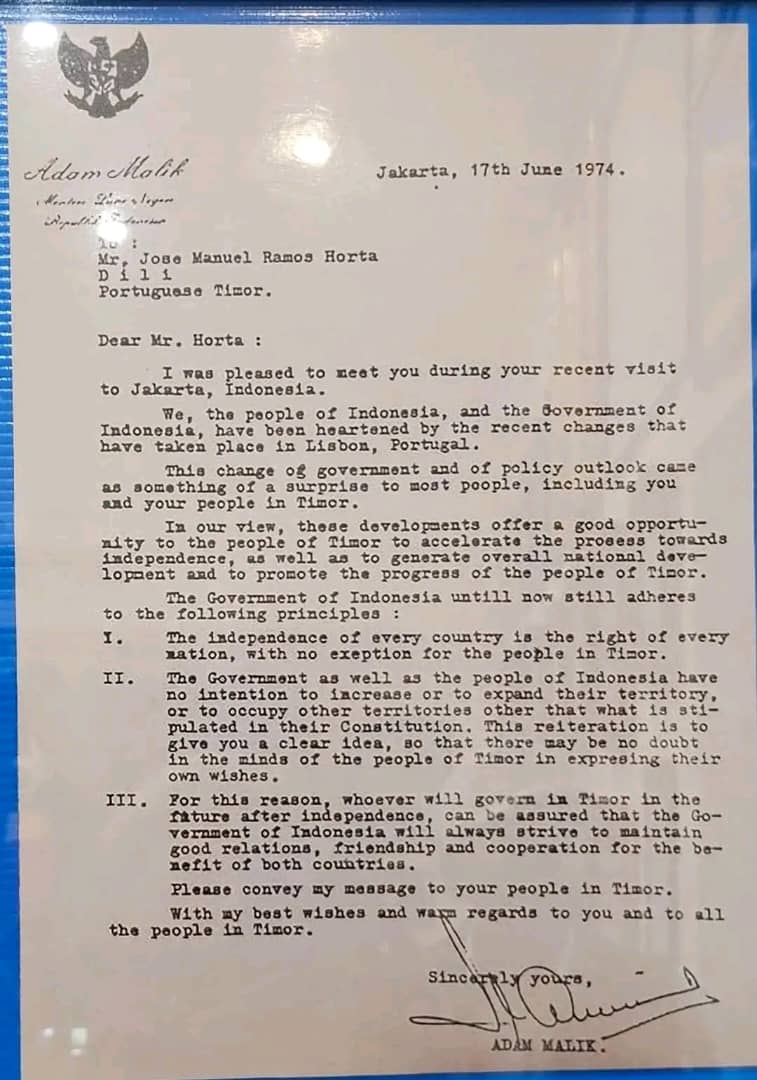 Adam Malik
Jakarta, 17th June 1974.
Menteri Luar Negeri
Republik Indonesia
To :
Mr, Jose Manuel Ramos Horta
D i l i
Portuguese Timor.
Dear Mr. Horta :
I was pleased to meet you during your recent visit
to Jakarta, Indonesia.
We, the people of Indonesia, and the Government of
Indonesia, have been heartened by the recent changes that
have taken place in Lisbon, Portugal.
This change of government and of policy outlook came
as something of a surprise to most poople, including you
and your people in Timor.
In our view, these developments offer a good opportu-
nity to the people of Timor to accelerate the prosess towards
independence, as well as to generate overall national deve-
lopment and to promote the progress of the people of Timor.
The Government of Indonesia untill now still adheres
to the following principles :
I. The independence of every country is the right of every
nation, with no exeption for the people in Timor.
II. The Government as well as the people of Indonesia have
no intention to increase or to expand their territory,
or to occupy other territories other that what is sti-
pulated in their Constitution. This reiteration is to
give you a clear idea, so that there may be no doubt
in the minds of the people of Timor in expresing their
own wishes.
III. For this reason, whoever will govern in Timor in the
future after independence, can be assured that the Go-
vernment of Indonesia will always strive to maintain
good relations, friendship and cooperation for the be-
nefit of both countries.
Please convey my message to your people in Timor.
With my best wishes and warm regards to you and to all
the people in Timor.
Sincerely yours,
ADAM MALIK.